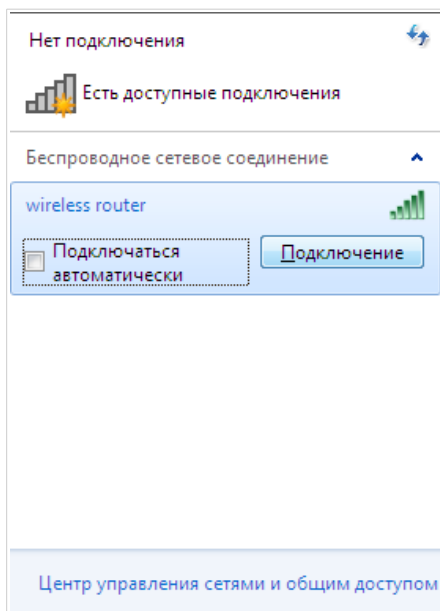 Нет подключения
Есть доступные подключения
Беспроводное сетевое соединение
wireless router
Подключаться
автоматически
Подключение
Центр управления сетями и общим доступом